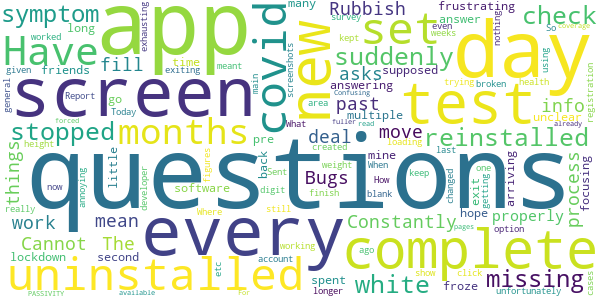 symptom app covid many Rubbish frustrating check
Have exhausting long worked kept friends fill time exiting
survey new set answer even weeks So nothing
answering suddenly asks supposed using trying broken health
screen questions every day test
general Report given main meant go screenshots area What
Confusing past info unclear coverage registration
forced fuller read already loading
stopped months pre multiple deal move reinstalled
Today created mine When How last
things height now really annoying developer little
back Sent figures digit Where software finish still
weight blank keep changed one getting exit arriving process focusing
Bugs Constantly properly hope option
work Cannot The mean complete
lockdown second account working spent longer white froze
ago show click pages unfortunately cases missing
uninstalled PASSIVITY available etc For